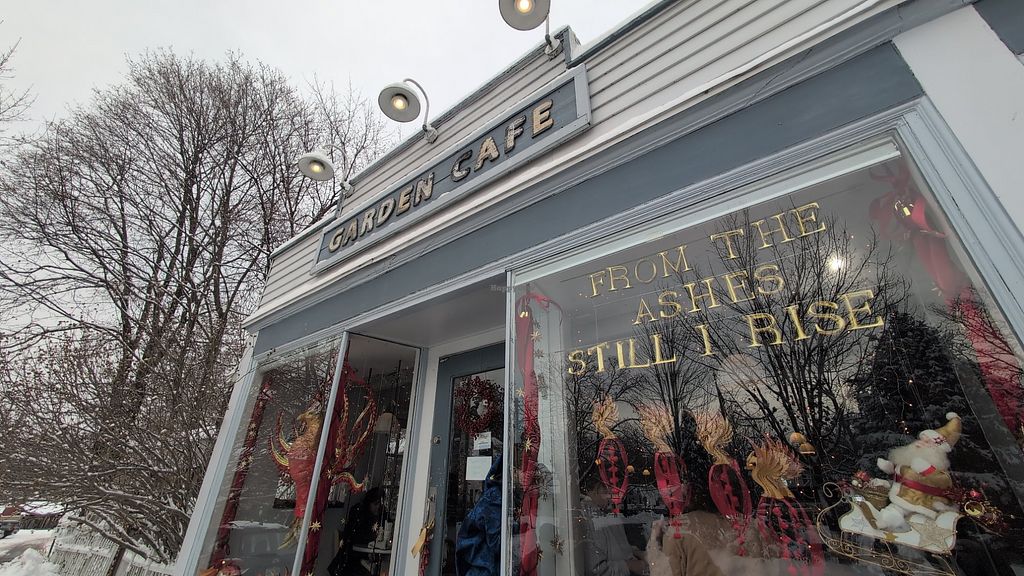 GARDEN CAFE
FROM THE
ASHES
STILL I RISE